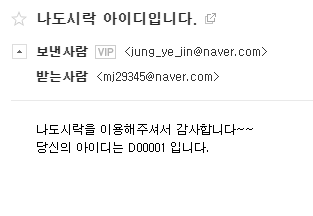 나도시락 아이디입니다.
보낸사람 VIP <jung_ye_jin@naver.com>
받는사람 <mj29345@naver.com>
나도시락을 이용해주셔서 감사합니다~~
당신의 아이디는 D00001 입니다.